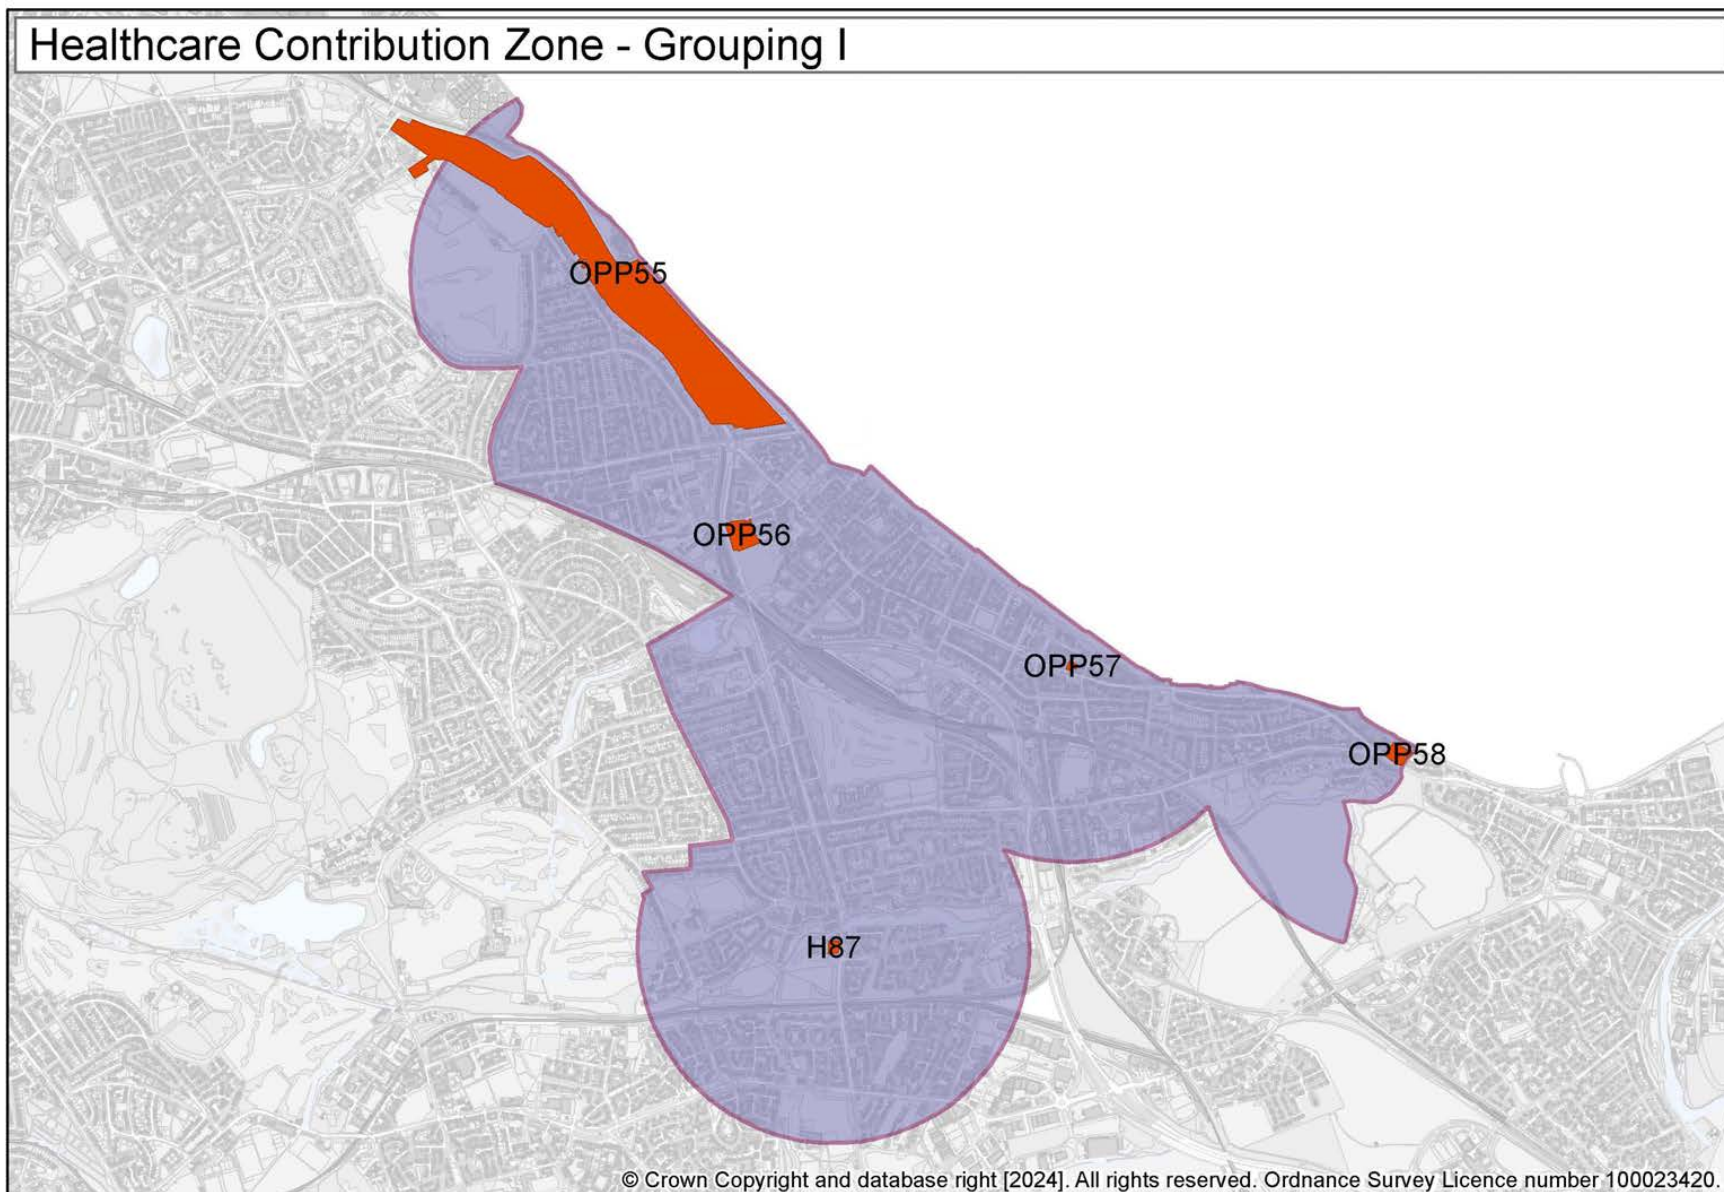 Healthcare Contribution Zone - Grouping I
OPP55
OPP56
OPP57
OPP58
H87
© Crown Copyright and database right [2024]. All rights reserved. Ordnance Survey Licence number 100023420.